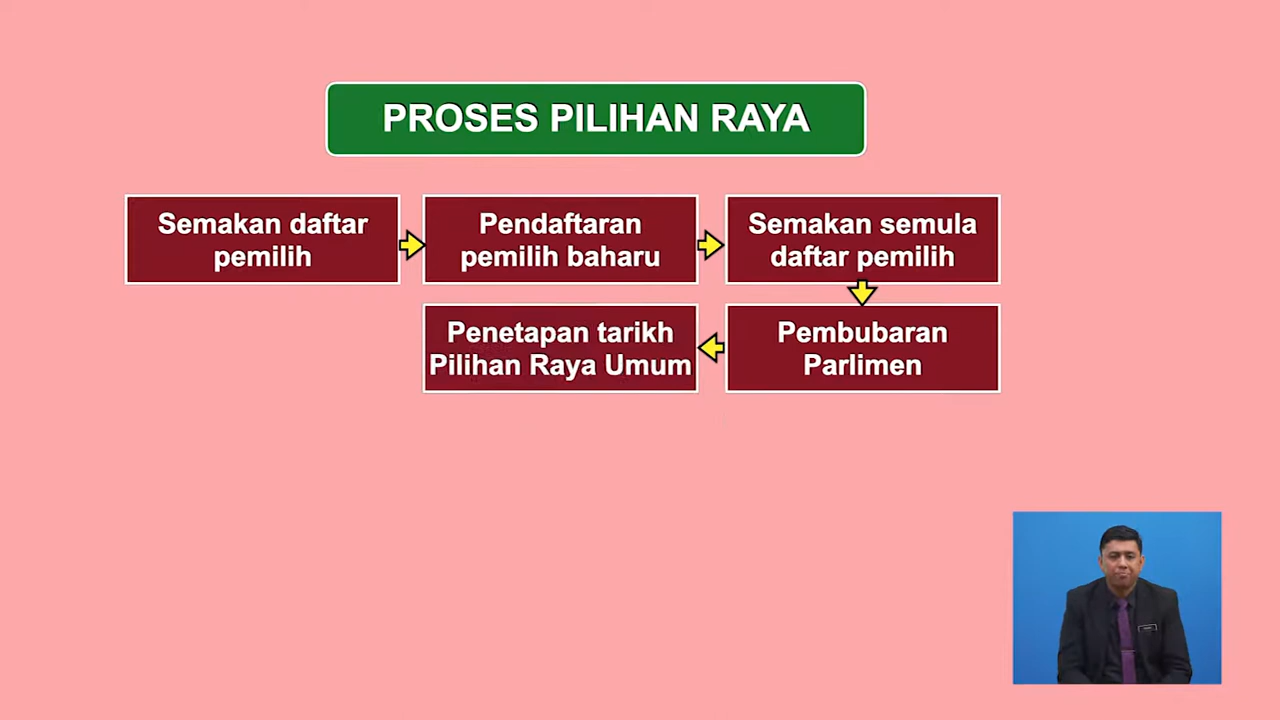 PROSES PILIHAN RAYA
Semakan daftar
pemilih
Pendaftaran
pemilih baharu
Semakan semula
daftar pemilih
Pembubaran
Parlimen
Penetapan tarikh
Pilihan Raya Umum